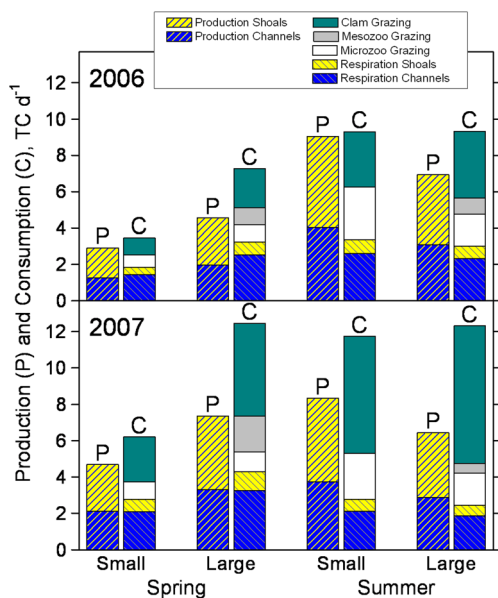 Production Shoals
Production Channels
Clam Grazing
Mesozoo Grazing
Microzoo Grazing
Respiration Shoals
Respiration Channels
Production (P) and Consumption (C), TC d-1
2006
12
10
8
6
4
2
0
P
C
P
C
P
C
P
C
2007
12
10
8
6
4
2
0
P
C
P
C
P
C
P
C
Small
Large
Small
Large
Spring
Summer